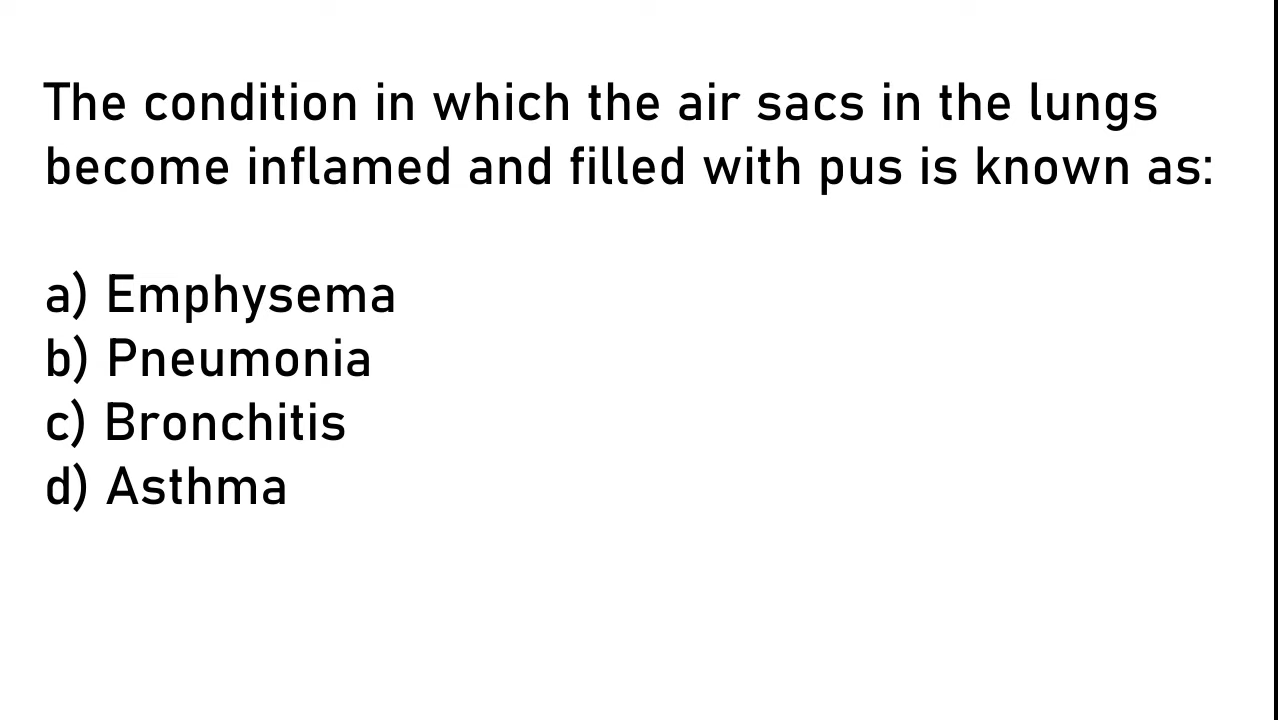 The condition in which the air sacs in the lungs
become inflamed and filled with pus is known as:
a) Emphysema
b) Pneumonia
c) Bronchitis
d) Asthma